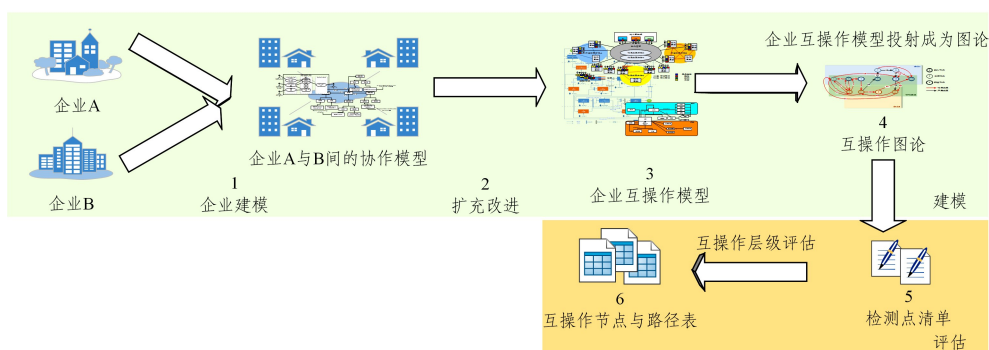 企业A
企业B
1
企业建模
企业A与B间的协作模型
2
扩充改进
3
企业互操作模型
企业互操作模型投射成为图论
4
互操作图论
建模
5
检测点清单
评估
互操作层级评估
6
互操作节点与路径表